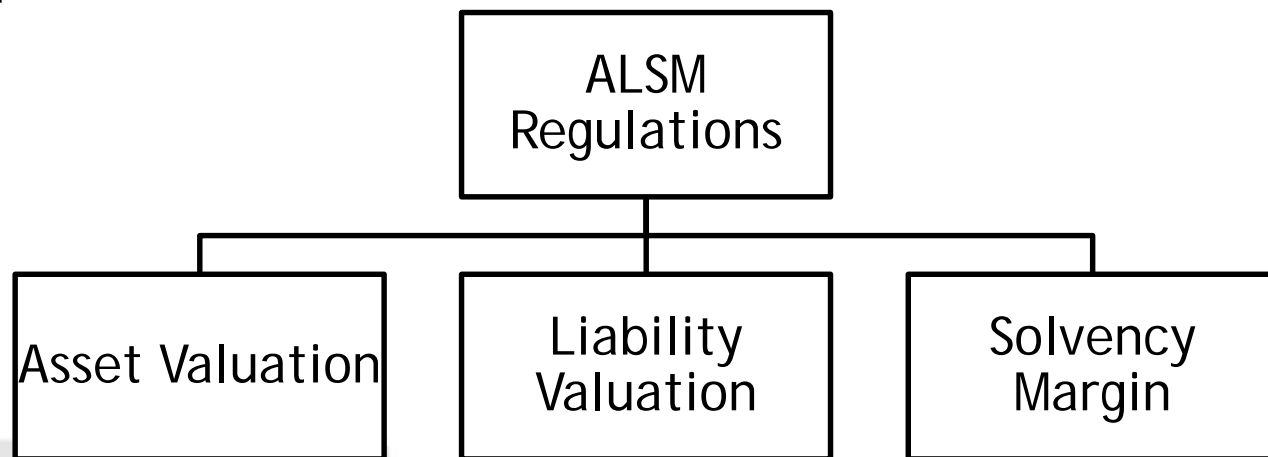 ALSM
Regulations
Asset Valuation
Liability
Valuation
Solvency
Margin